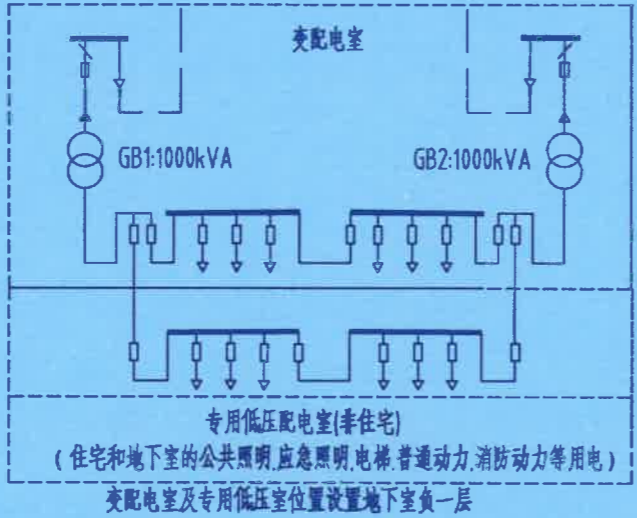 变配电室
GB1:1000kVA
GB2:1000kVA
专用低压配电室(非住宅)
(住宅和地下室的公共照明,应急照明,电梯,普通动力,消防动力等用电)
变配电室及专用低压室位置设置地下室负一层